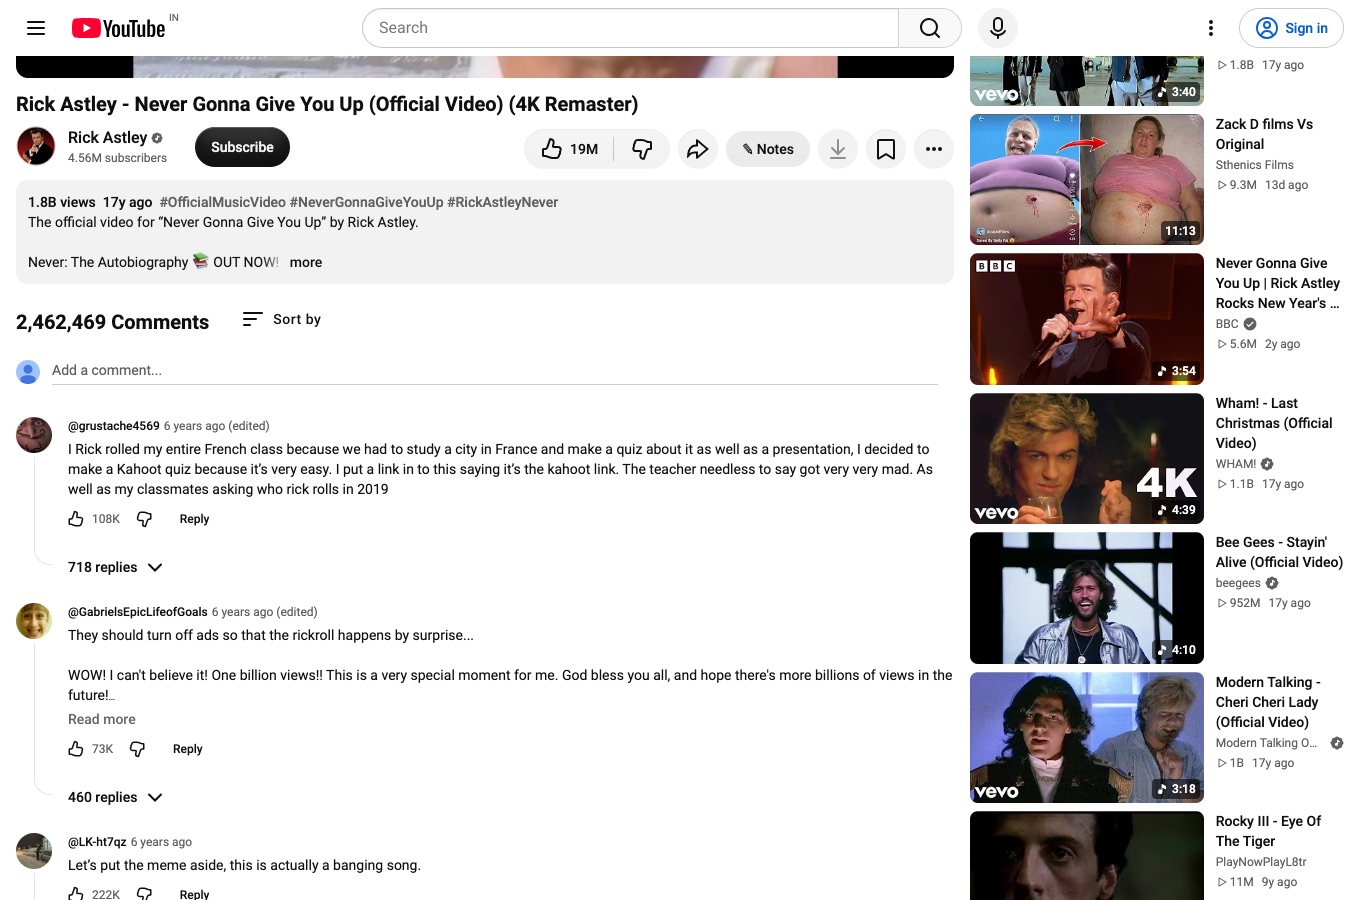 YouTube IN
Search
Sign in
Rick Astley - Never Gonna Give You Up (Official Video) (4K Remaster)
Rick Astley
4.56M subscribers
Subscribe
19M
✎ Notes
1.8B views 17y ago #OfficialMusicVideo #NeverGonnaGiveYouUp #RickAstleyNever
The official video for “Never Gonna Give You Up” by Rick Astley.
Never: The Autobiography 📚 OUT NOW! more
2,462,469 Comments
Sort by
Add a comment...
@grustache4569 6 years ago (edited)
I Rick rolled my entire French class because we had to study a city in France and make a quiz about it as well as a presentation, I decided to
make a Kahoot quiz because it’s very easy. I put a link in to this saying it’s the kahoot link. The teacher needless to say got very very mad. As
well as my classmates asking who rick rolls in 2019
108K Reply
718 replies
@GabrielsEpicLifeofGoals 6 years ago (edited)
They should turn off ads so that the rickroll happens by surprise...
WOW! I can't believe it! One billion views!! This is a very special moment for me. God bless you all, and hope there's more billions of views in the
future!…
Read more
73K Reply
460 replies
@LK-ht7qz 6 years ago
Let’s put the meme aside, this is actually a banging song.
222K Reply
vevo
3:40
1.8B 17y ago
11:13
Zack D films Vs
Original
Sthenics Films
9.3M 13d ago
BBC
3:54
Never Gonna Give
You Up | Rick Astley
Rocks New Year's ...
BBC
5.6M 2y ago
4K
vevo
4:39
Wham! - Last
Christmas (Official
Video)
WHAM!
1.1B 17y ago
4:10
Bee Gees - Stayin'
Alive (Official Video)
beegees
952M 17y ago
vevo
3:18
Modern Talking -
Cheri Cheri Lady
(Official Video)
Modern Talking O...
1B 17y ago
Rocky III - Eye Of
The Tiger
PlayNowPlayL8tr
11M 9y ago